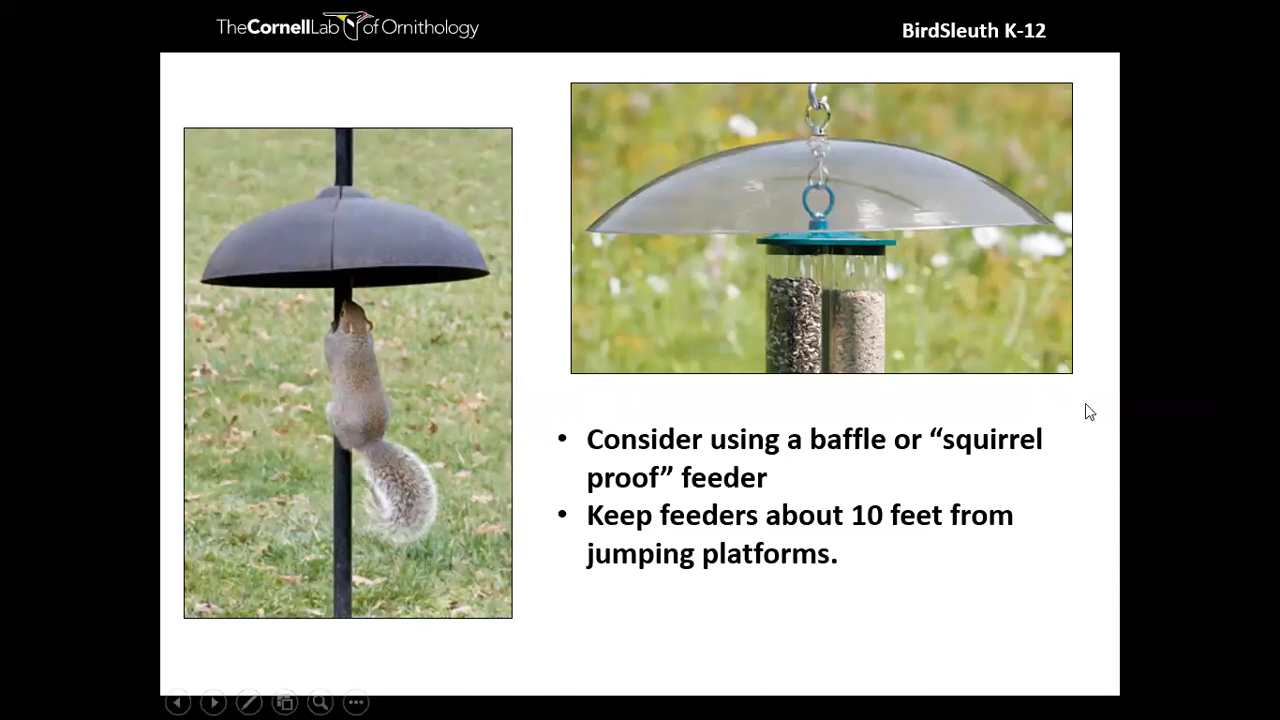 TheCornellLab of Ornithology
BirdSleuth K-12
• Consider using a baffle or “squirrel
proof” feeder
• Keep feeders about 10 feet from
jumping platforms.